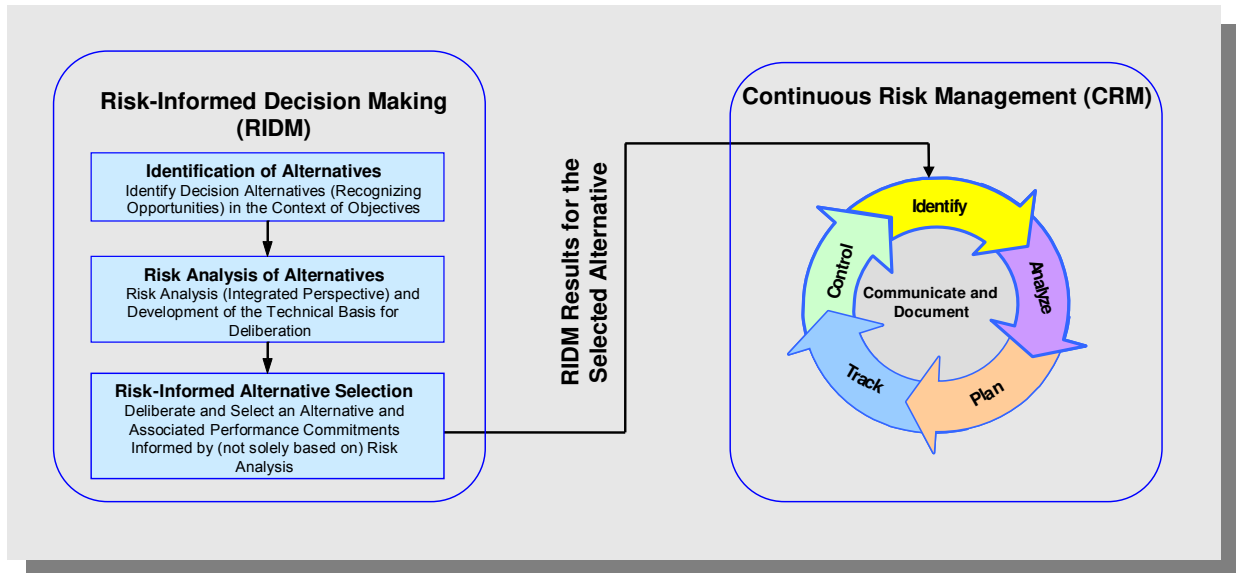 Risk-Informed Decision Making
(RIDM)
Identification of Alternatives
Identify Decision Alternatives (Recognizing
Opportunities) in the Context of Objectives
Risk Analysis of Alternatives
Risk Analysis (Integrated Perspective) and
Development of the Technical Basis for
Deliberation
Risk-Informed Alternative Selection
Deliberate and Select an Alternative and
Associated Performance Commitments
Informed by (not solely based on) Risk
Analysis
RIDM Results for the
Selected Alternative
Continuous Risk Management (CRM)
Identify
Analyze
Plan
Track
Control
Communicate and
Document